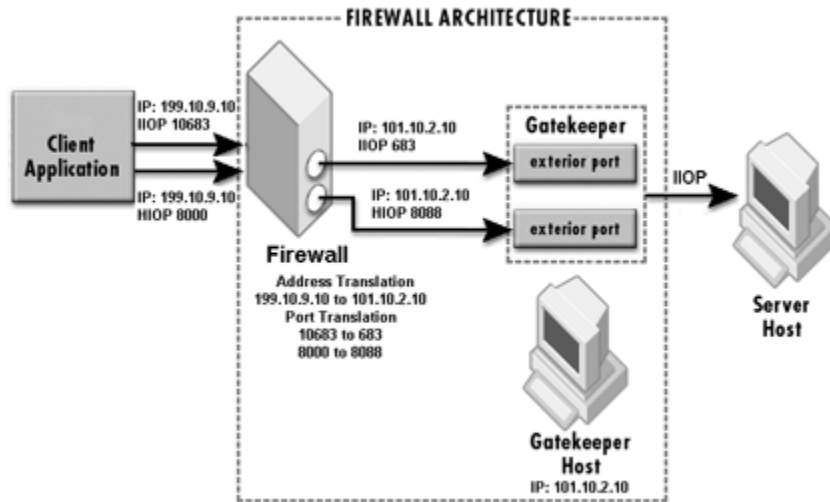 FIREWALL ARCHITECTURE
Client
Application
IP: 199.10.9.10
IIOP 10683
IP: 199.10.9.10
HIOP 8000
Firewall
Address Translation
199.10.9.10 to 101.10.2.10
Port Translation
10683 to 683
8000 to 8088
IP: 101.10.2.10
IIOP 683
IP: 101.10.2.10
HIOP 8088
Gatekeeper
exterior port
exterior port
IIOP
Server
Host
Gatekeeper
Host
IP: 101.10.2.10